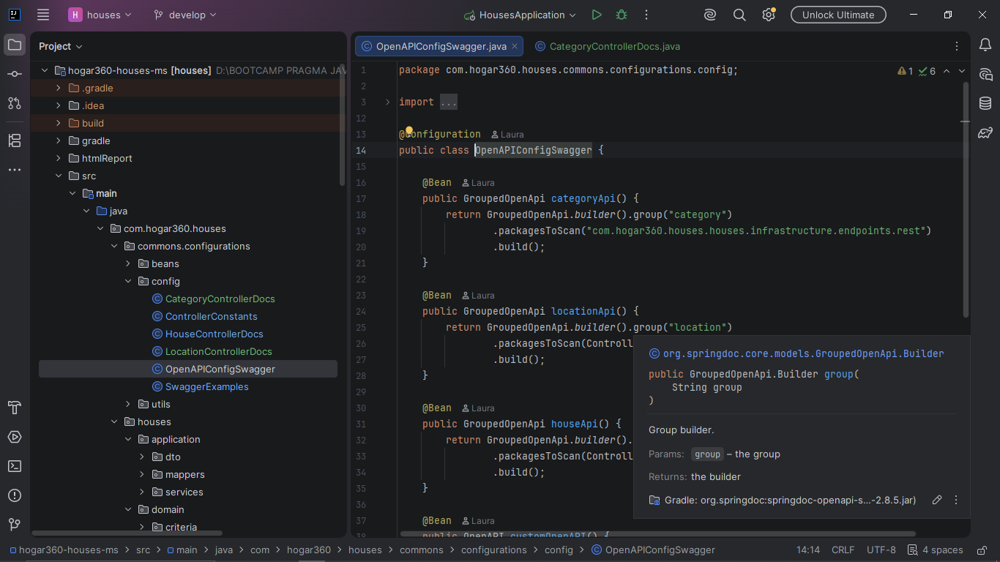 H houses develop HousesApplication Unlock Ultimate
Project
hogar360-houses-ms [houses] D:\BOOTCAMP PRAGMA JAV
.gradle
.idea
build
gradle
htmlReport
src
main
java
com.hogar360.houses
commons.configurations
beans
config
CategoryControllerDocs
ControllerConstants
HouseControllerDocs
LocationControllerDocs
OpenAPIConfigSwagger
SwaggerExamples
utils
houses
application
dto
mappers
services
domain
criteria
OpenAPIConfigSwagger.java CategoryControllerDocs.java
1 package com.hogar360.houses.commons.configurations.config; 1 6
2
3 import ...
12
13 @Configuration Laura
14 public class OpenAPIConfigSwagger {
15
16 @Bean Laura
17 public GroupedOpenApi categoryApi() {
18 return GroupedOpenApi.builder().group("category")
19 .packagesToScan("com.hogar360.houses.houses.infrastructure.endpoints.rest")
20 .build();
21 }
22
23 @Bean Laura
24 public GroupedOpenApi locationApi() {
25 return GroupedOpenApi.builder().group("location")
26 .packagesToScan(Controll
27 .build();
28 }
29
30 @Bean Laura
31 public GroupedOpenApi houseApi() {
32 return GroupedOpenApi.builder().
33 .packagesToScan(Controll
34 .build();
35 }
36
37 @Bean Laura
38 public OpenAPI customOpenAPI() {
org.springdoc.core.models.GroupedOpenApi.Builder
public GroupedOpenApi.Builder group(
String group
)
Group builder.
Params: group – the group
Returns: the builder
Gradle: org.springdoc:springdoc-openapi-s...-2.8.5.jar)
hogar360-houses-ms > src > main > java > com > hogar360 > houses > commons > configurations > config > OpenAPIConfigSwagger 14:14 CRLF UTF-8 4 spaces